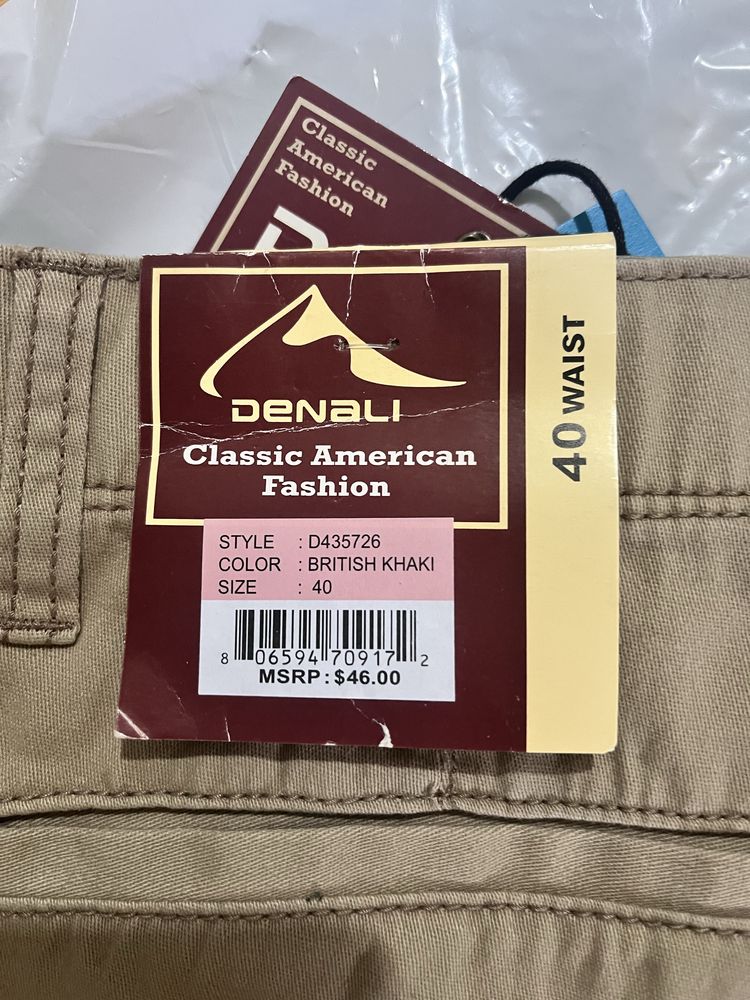 Classic
American
Fashion
DENALI
Classic American
Fashion
40 WAIST
STYLE : D435726
COLOR : BRITISH KHAKI
SIZE : 40
8 06594 70917 2
MSRP: $46.00